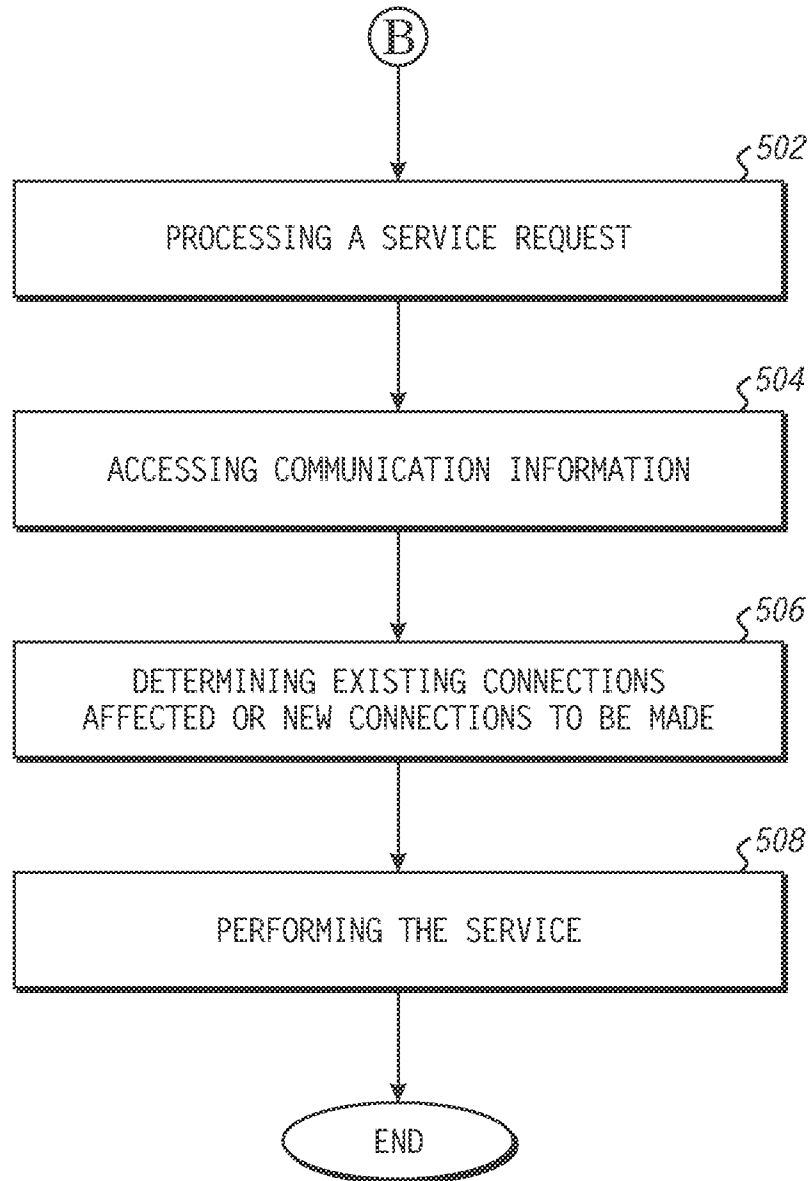 B
502
PROCESSING A SERVICE REQUEST
504
ACCESSING COMMUNICATION INFORMATION
506
DETERMINING EXISTING CONNECTIONS
AFFECTED OR NEW CONNECTIONS TO BE MADE
508
PERFORMING THE SERVICE
END